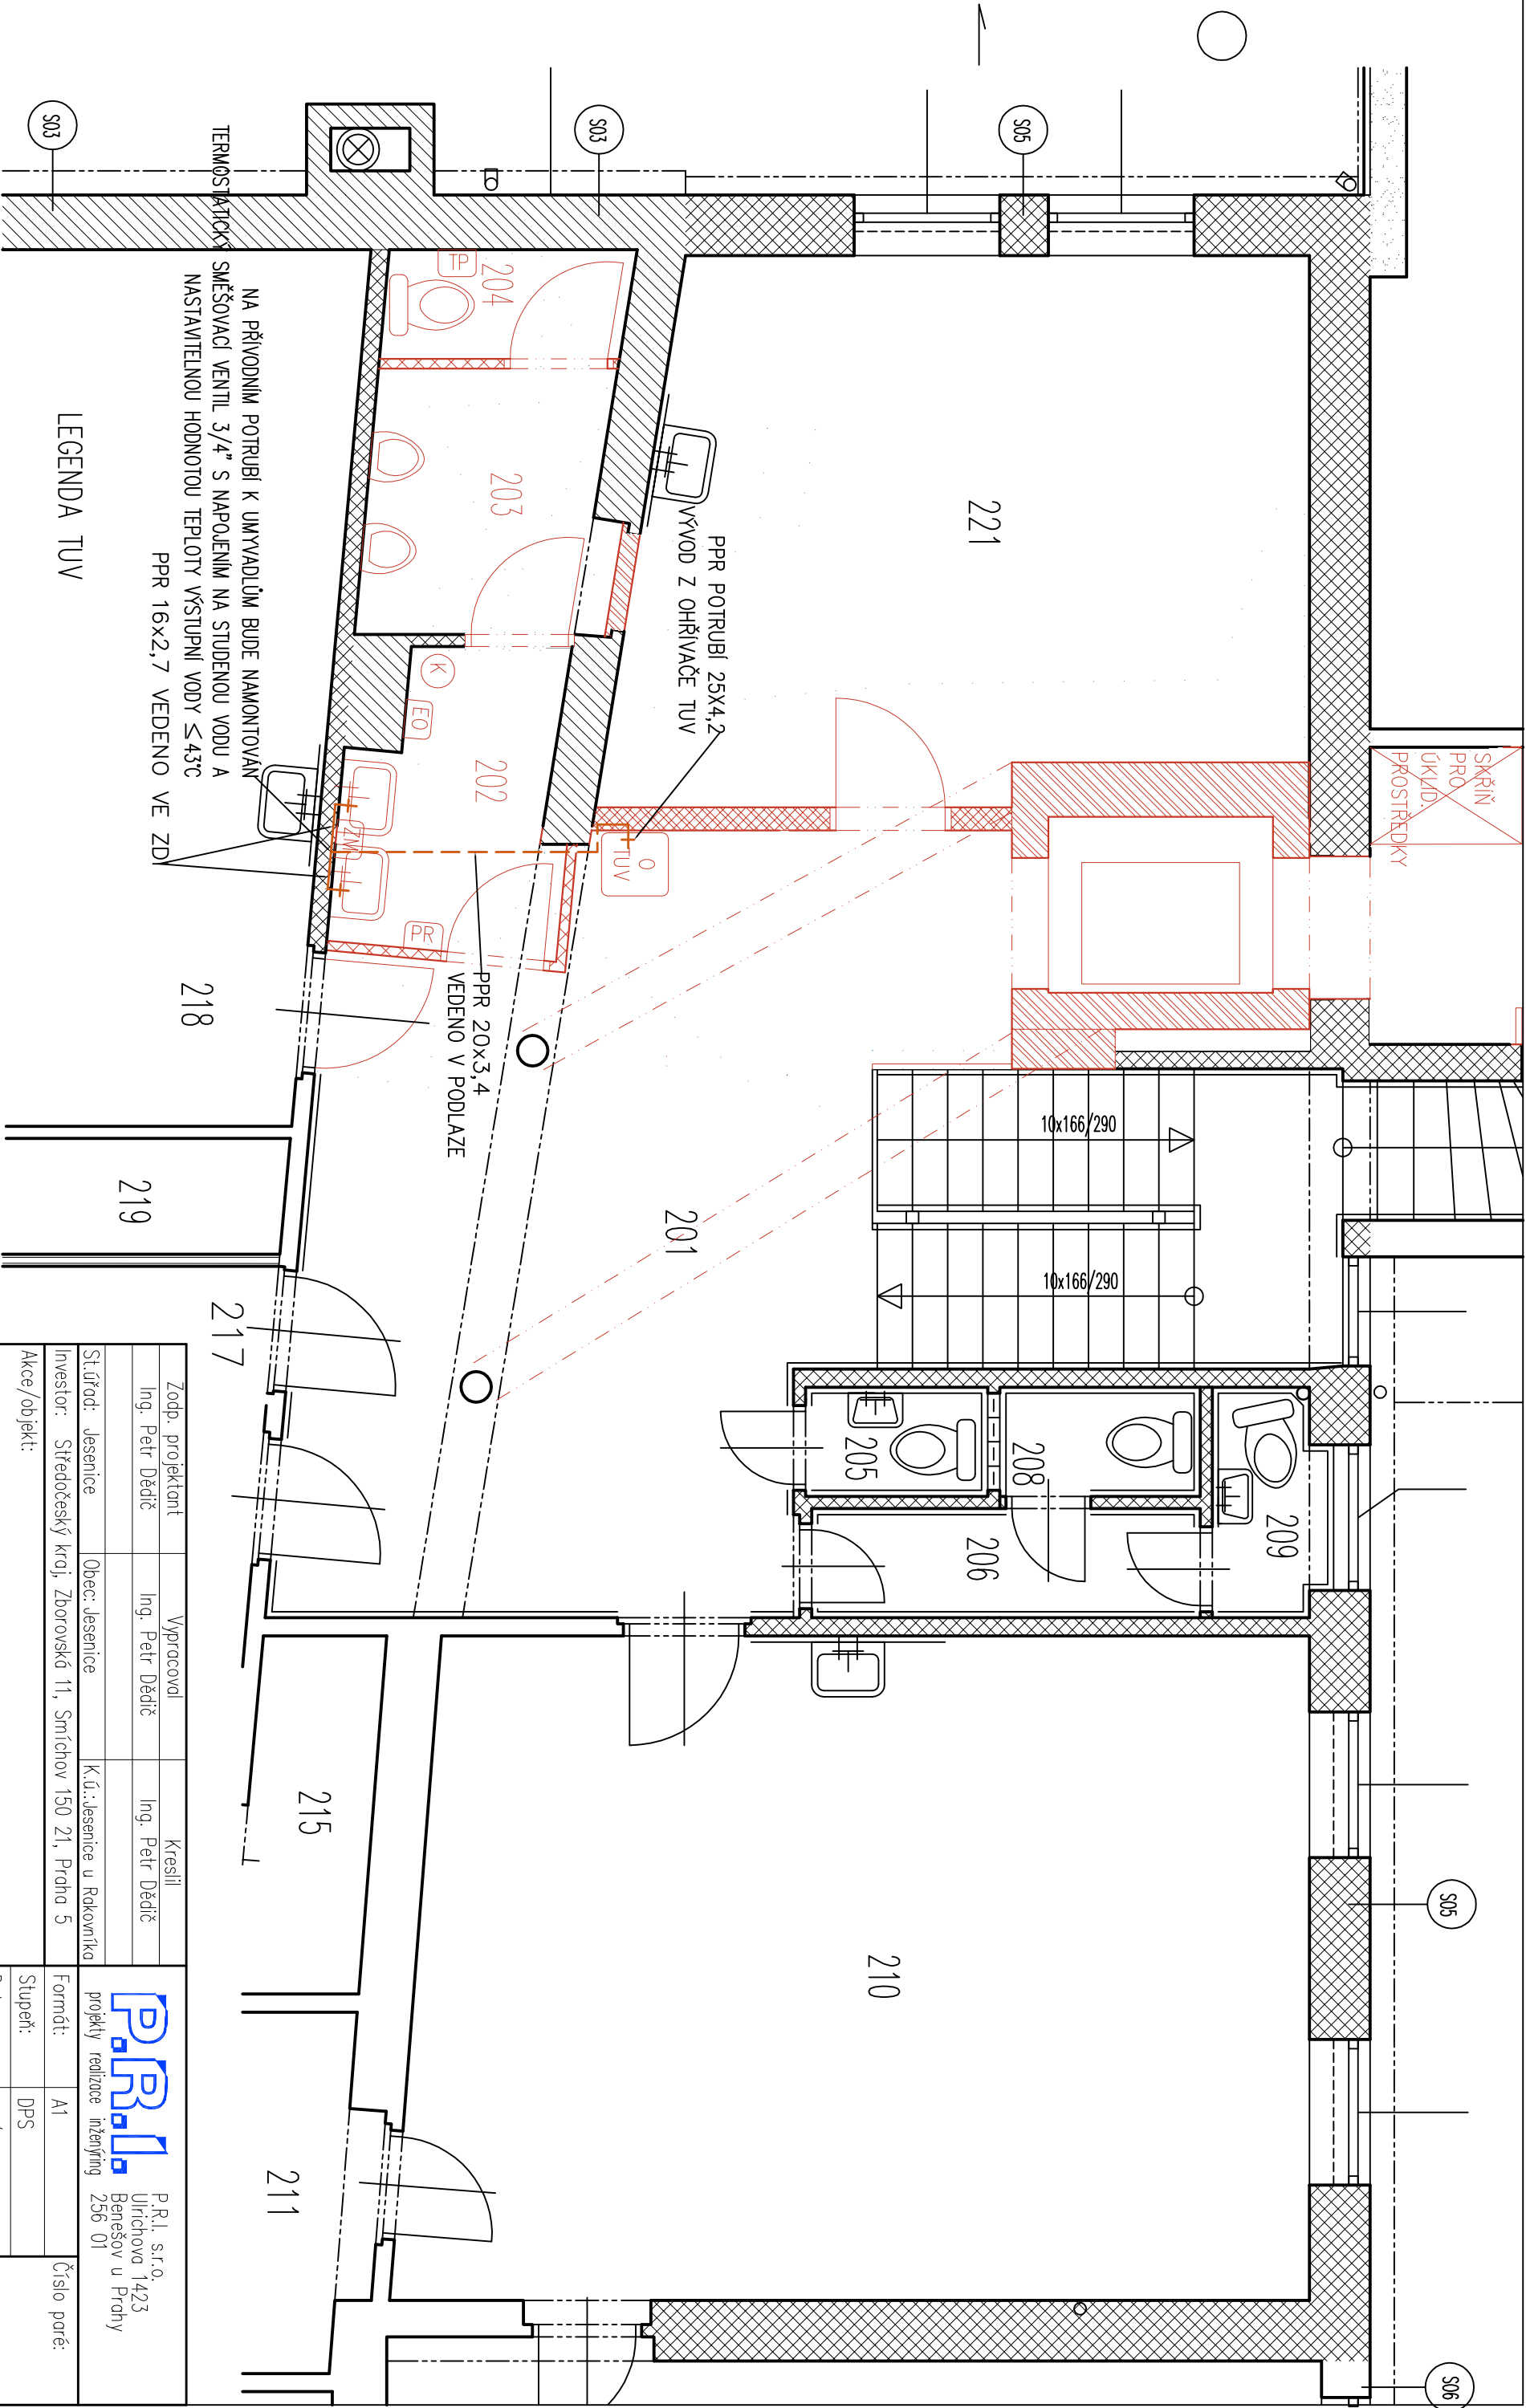 S03
S03
S05
TERMOSTATICKÝ SMĚŠOVACÍ VENTIL 3/4" S NAPOJENÍM NA STUDENOU VODU A
NA PŘÍVODNÍM POTRUBÍ K UMYVADLŮM BUDE NAMONTOVÁN
NASTAVITELNOU HODNOTOU TEPLOTY VÝSTUPNÍ VODY ≤43°C
PPR 16x2,7 VEDENO VE ZDI
LEGENDA TUV
TP
204
203
202
K
EO
ZM
PR
O
TUV
PPR POTRUBÍ 25X4,2
VÝVOD Z OHŘÍVAČE TUV
PPR 20x3,4
VEDENO V PODLAZE
221
SKŘÍŇ
PRO
ÚKLID.
PROSTŘEDKY
10x166/290
10x166/290
201
218
219
217
205
208
209
206
215
210
211
S05
S06
Zodp. projektant
Vypracoval
Kreslil
Ing. Petr Dědič
Ing. Petr Dědič
Ing. Petr Dědič
St.úřad: Jesenice
Obec: Jesenice
K.ú.:Jesenice u Rakovníka
Investor: Středočeský kraj, Zborovská 11, Smíchov 150 21, Praha 5
Akce/objekt:
P.R.I.
projekty realizace inženýring
P.R.I. s.r.o.
Ulrichova 1423
Benešov u Prahy
256 01
Formát: A1
Stupeň: DPS
Číslo paré: